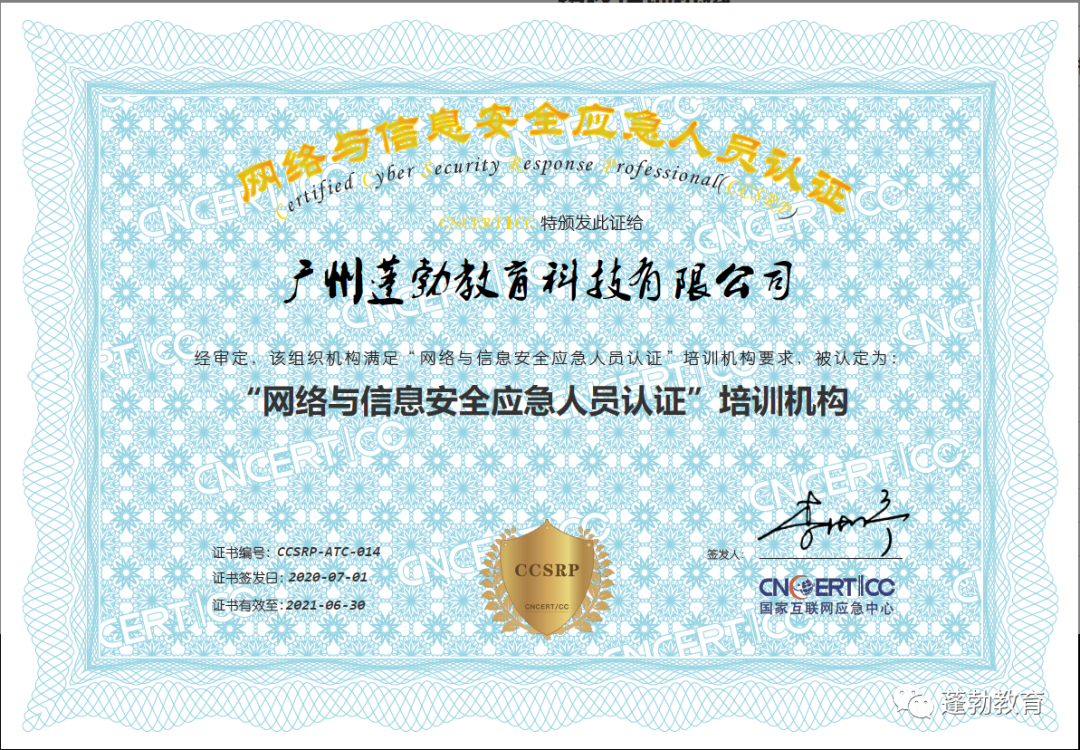 网络与信息安全应急人员认证
Certified Cyber Security Response Professional(CCSRP)
CNCERT/CC 特颁发此证给
广州蓬勃教育科技有限公司
经审定，该组织机构满足“网络与信息安全应急人员认证”培训机构要求，被认定为：
“网络与信息安全应急人员认证”培训机构
证书编号：CCSRP-ATC-014
证书签发日：2020-07-01
证书有效至：2021-06-30
CCSRP
CNCERT/CC
签发人：
CNCERT/CC
国家互联网应急中心
蓬勃教育